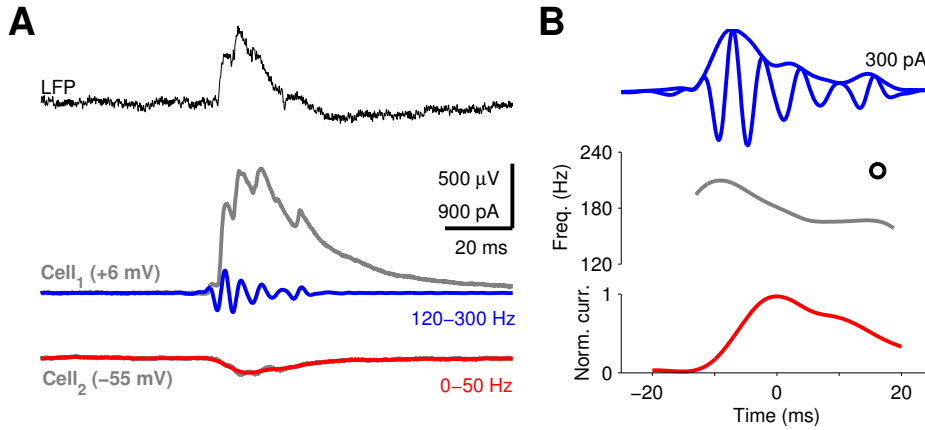 A
LFP
500 µV
900 pA
20 ms
Cell1 (+6 mV)
120–300 Hz
Cell2 (−55 mV)
0–50 Hz
B
300 pA
240
180
120
Freq. (Hz)
1
0
Norm. curr.
−20
0
20
Time (ms)